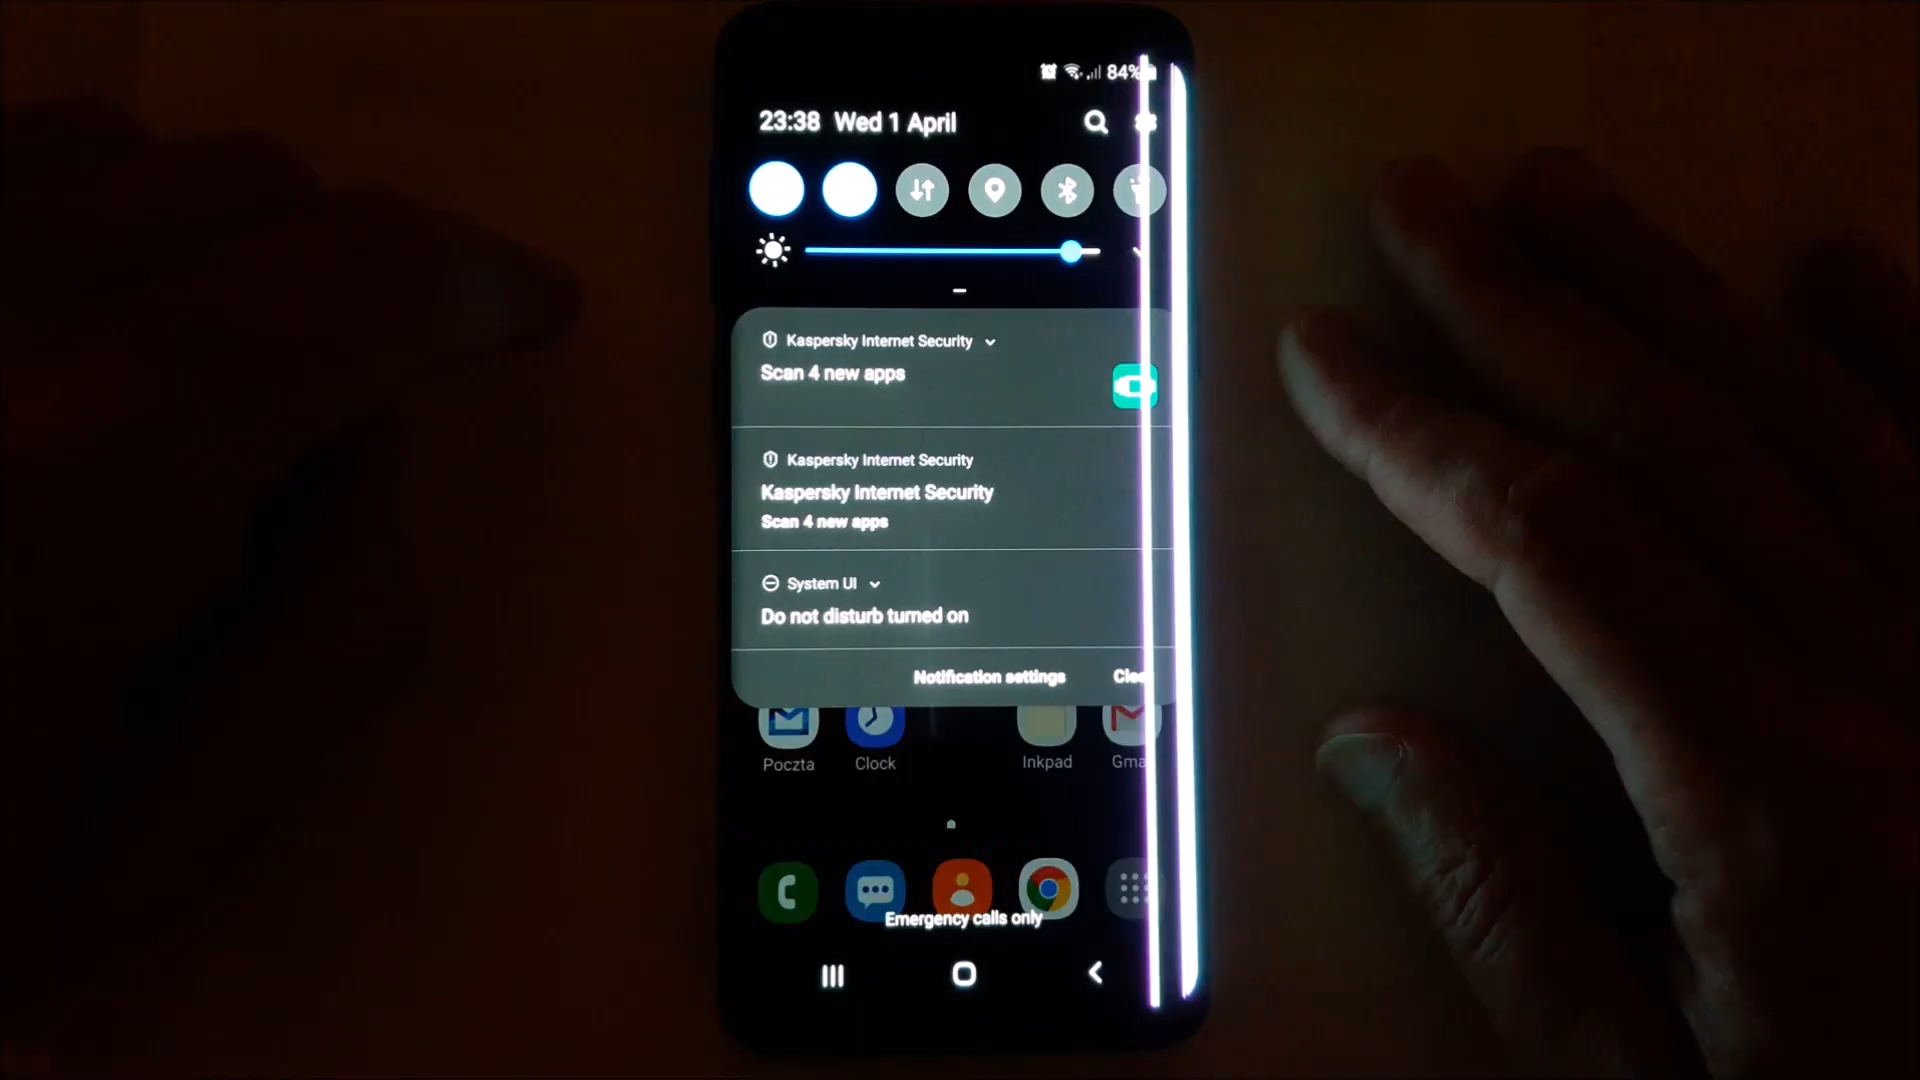 84%
23:38 Wed 1 April
Kaspersky Internet Security
Scan 4 new apps
Kaspersky Internet Security
Kaspersky Internet Security
Scan 4 new apps
System UI
Do not disturb turned on
Notification settings
Poczta
Clock
Inkpad
Emergency calls only